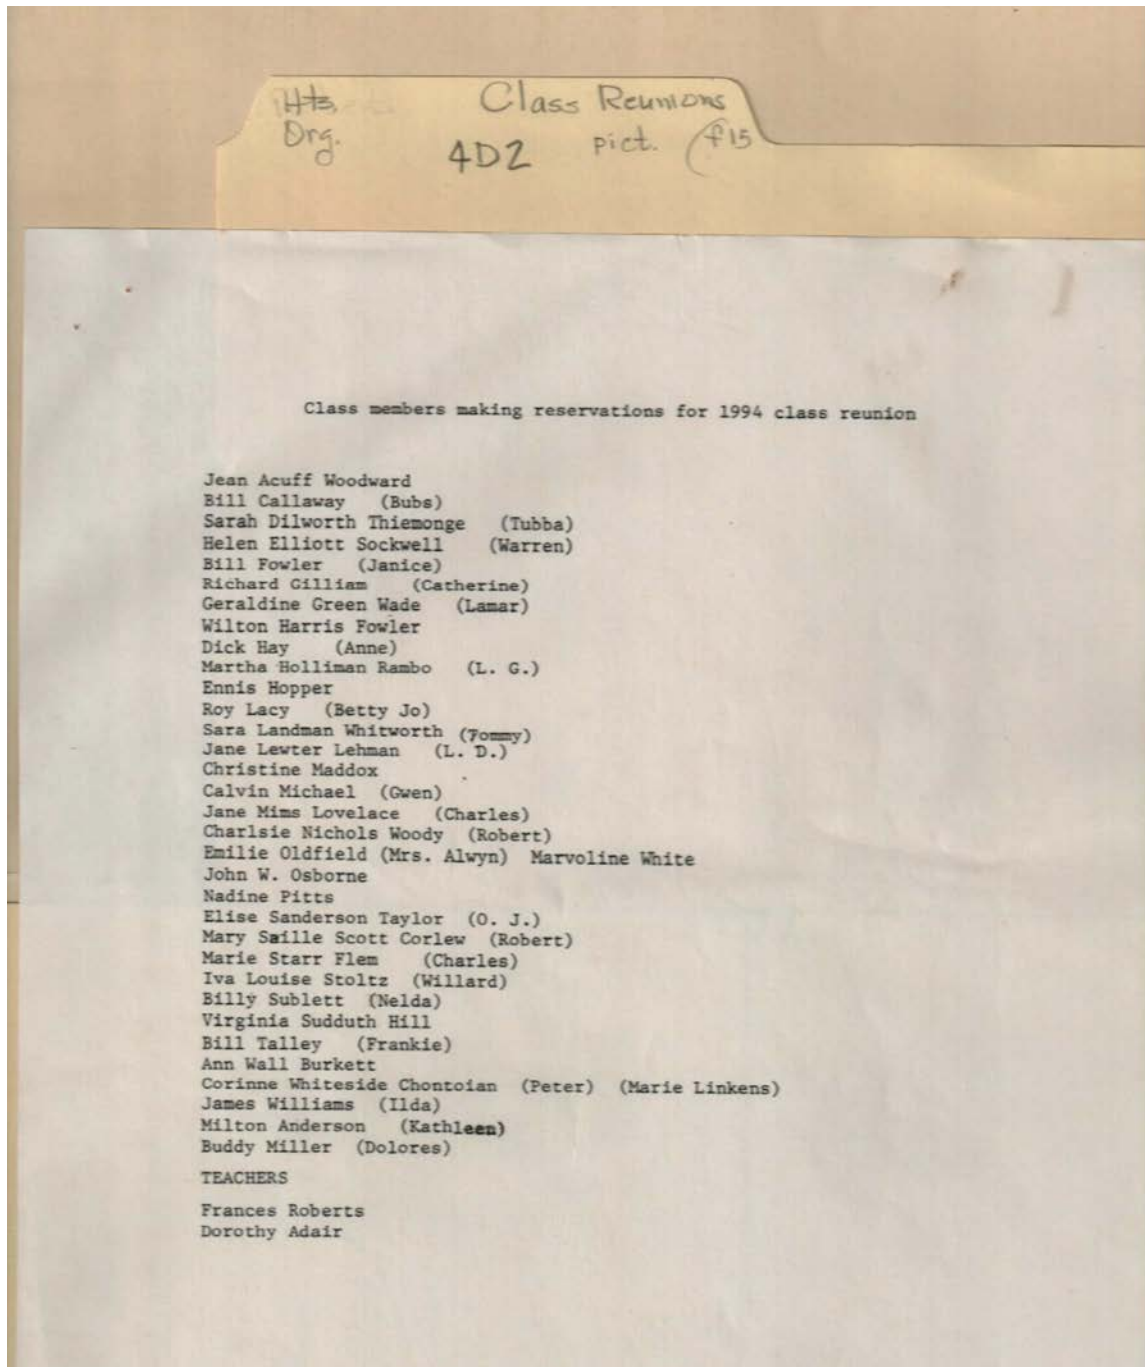 Hts. Class Reunions
Org. 4D2 pict. (f15
Class members making reservations for 1994 class reunion
Jean Acuff Woodward
Bill Callaway (Bubs)
Sarah Dilworth Thiemonge (Tubba)
Helen Elliott Sockwell (Warren)
Bill Fowler (Janice)
Richard Gilliam (Catherine)
Geraldine Green Wade (Lamar)
Wilton Harris Fowler
Dick Hay (Anne)
Martha Holliman Rambo (L. G.)
Ennis Hopper
Roy Lacy (Betty Jo)
Sara Landman Whitworth
Jane Lewter Lehman (L. D.)
Christine Maddox
Calvin Michael (Gwen)
Jane Mims Lovelace (Charles)
Charlsie Nichols Woody (Robert)
Emilie Oldfield (Mrs. Alwyn) Marvoline White
John W. Osborne
Nadine Pitts
Elise Sanderson Taylor (O. J.)
Mary Saille Scott Corlew (Robert)
Marie Starr Flem (Charles)
Iva Louise Stoltz (Willard)
Billy Sublett (Nelda)
Virginia Sudduth Hill
Bill Talley (Frankie)
Ann Wall Burkett
Corinne Whiteside Chontoian (Peter) (Marie Linkens)
James Williams (Ilda)
Milton Anderson (Kathleen)
Buddy Miller (Dolores)
TEACHERS
Frances Roberts
Dorothy Adair